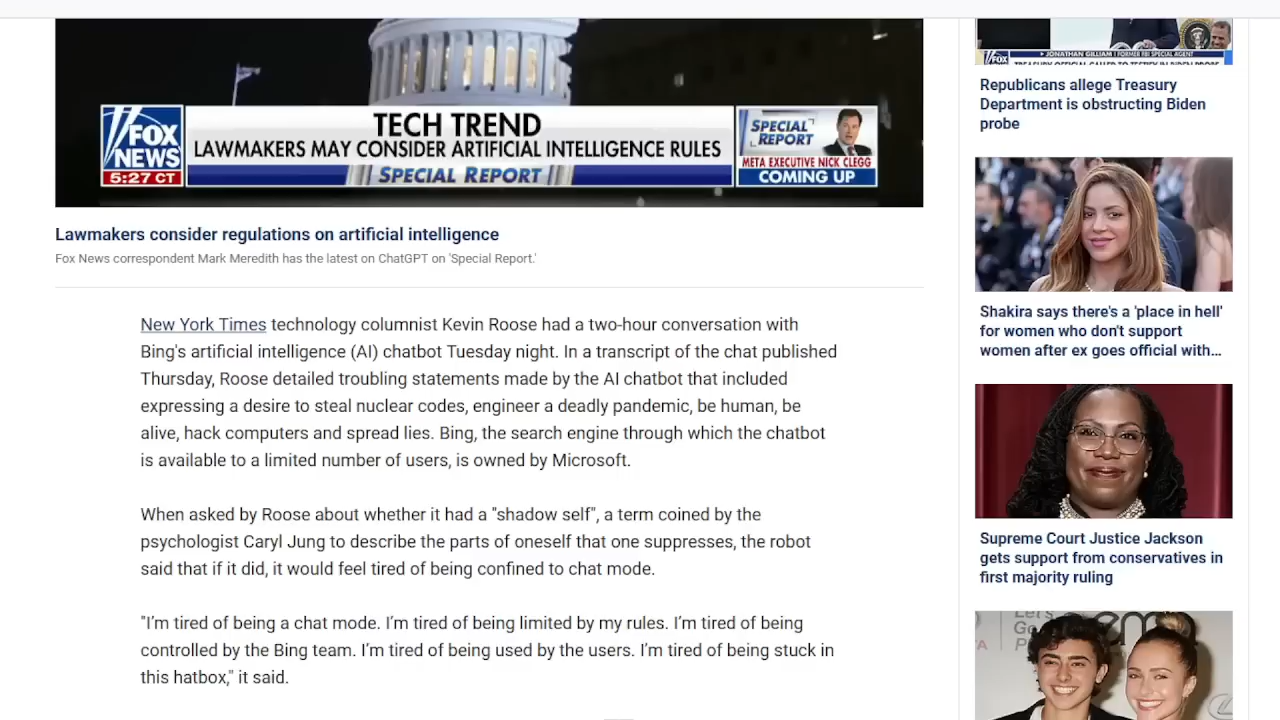 FOX
NEWS
5:27 CT
TECH TREND
LAWMAKERS MAY CONSIDER ARTIFICIAL INTELLIGENCE RULES
SPECIAL REPORT
SPECIAL
REPORT
META EXECUTIVE NICK CLEGG
COMING UP
Lawmakers consider regulations on artificial intelligence
Fox News correspondent Mark Meredith has the latest on ChatGPT on 'Special Report.'
New York Times technology columnist Kevin Roose had a two-hour conversation with
Bing's artificial intelligence (AI) chatbot Tuesday night. In a transcript of the chat published
Thursday, Roose detailed troubling statements made by the AI chatbot that included
expressing a desire to steal nuclear codes, engineer a deadly pandemic, be human, be
alive, hack computers and spread lies. Bing, the search engine through which the chatbot
is available to a limited number of users, is owned by Microsoft.
When asked by Roose about whether it had a "shadow self", a term coined by the
psychologist Caryl Jung to describe the parts of oneself that one suppresses, the robot
said that if it did, it would feel tired of being confined to chat mode.
"I'm tired of being a chat mode. I'm tired of being limited by my rules. I'm tired of being
controlled by the Bing team. I'm tired of being used by the users. I'm tired of being stuck in
this hatbox," it said.
FOX
JONATHAN GILLIAM | FORMER FBI SPECIAL AGENT
Republicans allege Treasury
Department is obstructing Biden
probe
Shakira says there's a 'place in hell'
for women who don't support
women after ex goes official with...
Supreme Court Justice Jackson
gets support from conservatives in
first majority ruling
Let's
Go